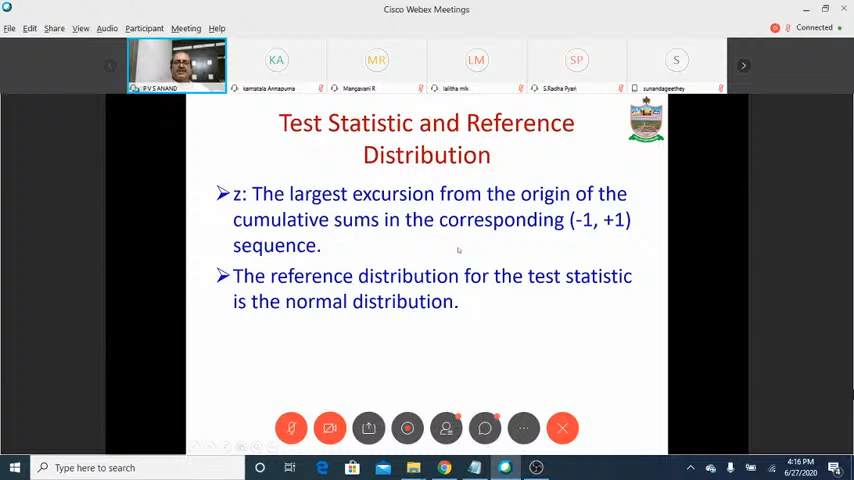 Cisco Webex Meetings
File Edit Share View Audio Participant Meeting Help
Connected
KA
MR
LM
SP
S
P V S ANAND
kamatala Annapurna
Mangavani R
lalitha mlk
S.Radha Pyari
sunandageethey
Test Statistic and Reference
Distribution
z: The largest excursion from the origin of the
cumulative sums in the corresponding (-1, +1)
sequence.
The reference distribution for the test statistic
is the normal distribution.
Type here to search
4:16 PM
6/27/2020
4